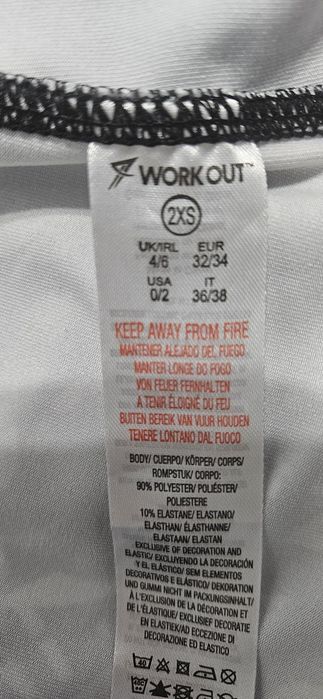 WORK OUT™
2XS
UK/IRL EUR
4/6 32/34
USA IT
0/2 36/38
KEEP AWAY FROM FIRE
MANTENER ALEJADO DEL FUEGO
MANTER LONGE DO FOGO
VON FEUER FERNHALTEN
A TENIR ÉLOIGNÉ DU FEU
BUITEN BEREIK VAN VUUR HOUDEN
TENERE LONTANO DAL FUOCO
BODY/ CUERPO/ KÖRPER/ CORPS/
ROMPSTUK/ CORPO:
90% POLYESTER/ POLIÉSTER/
POLIESTERE
10% ELASTANE/ ELASTANO/
ELASTHAN/ ÉLASTHANNE/
ELASTAAN/ ELASTAN
EXCLUSIVE OF DECORATION AND
ELASTIC/ EXCLUYENDO LA DECORACIÓN
Y EL ELÁSTICO/ SEM ELEMENTOS
DECORATIVOS E ELÁSTICO/ DEKORATION
UND GUMMI NICHT IM PACKUNGSINHALT/
À L'EXCLUSION DE LA DÉCORATION ET
DE L'ÉLASTIQUE/ EXCLUSIEF DECORATIE
EN ELASTIEK/ AD ECCEZIONE DI
DECORAZIONE ED ELASTICO